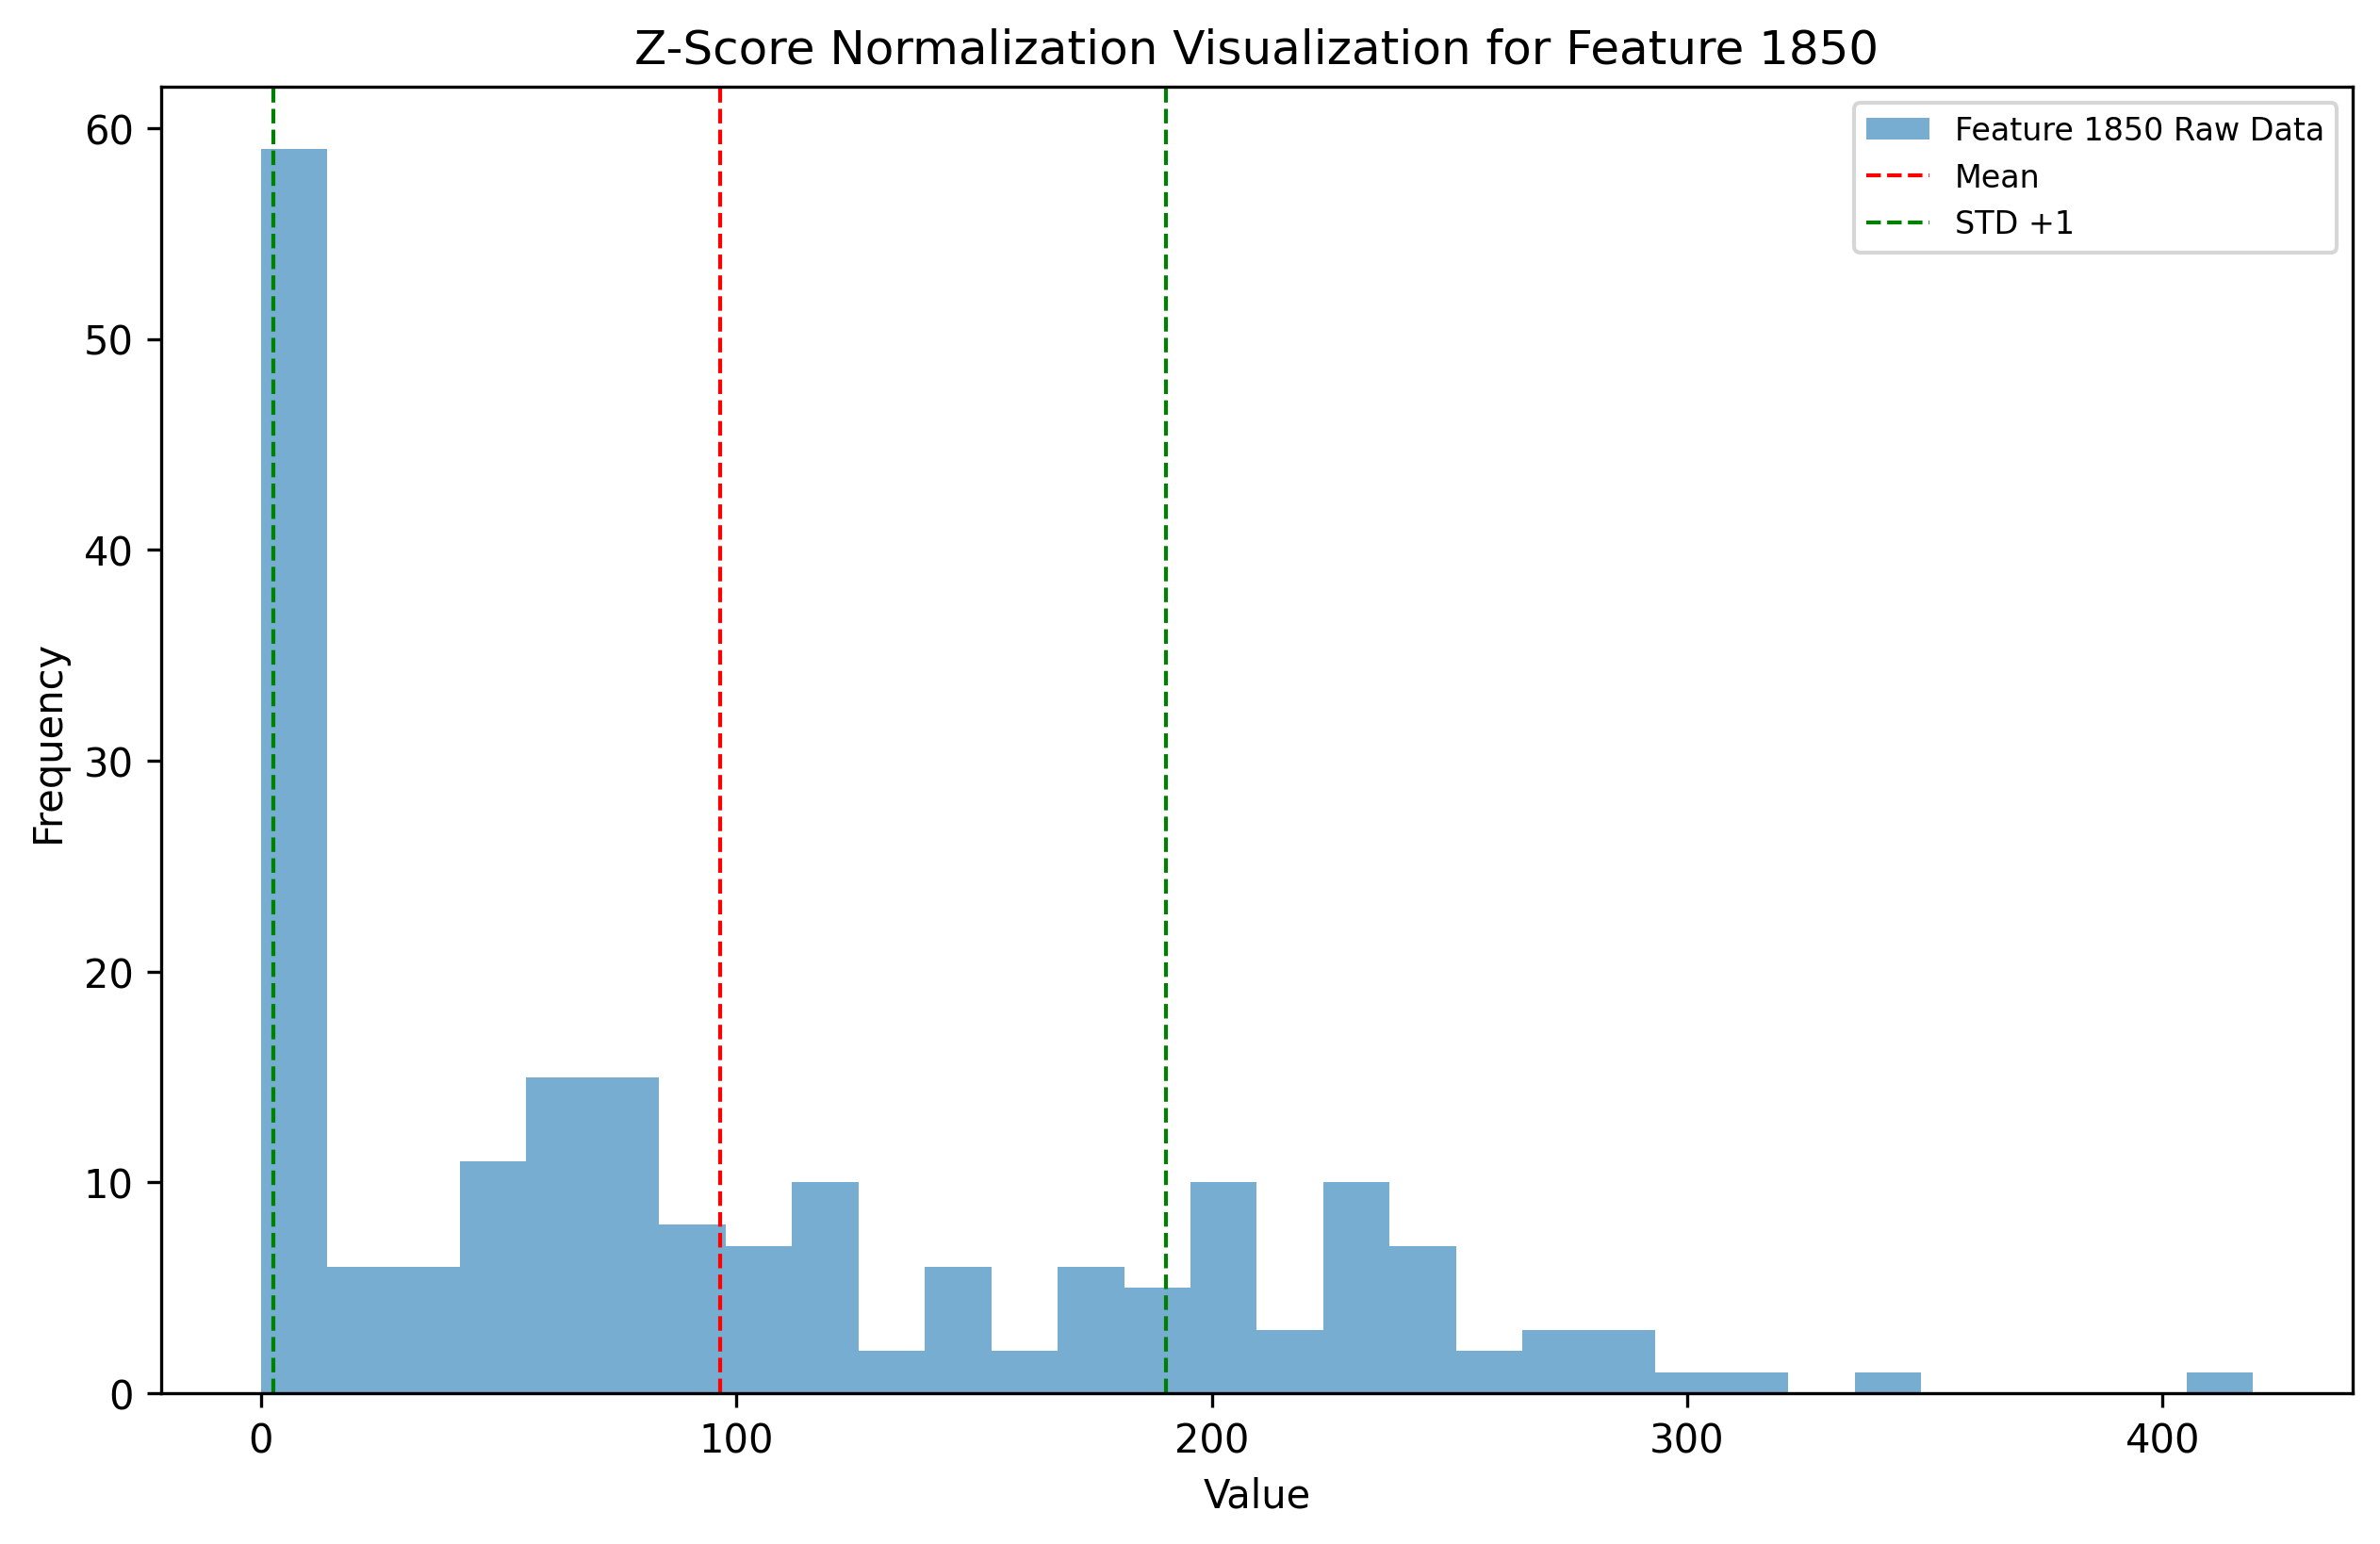 Z-Score Normalization Visualization for Feature 1850
Feature 1850 Raw Data
Mean
STD +1
60
50
40
30
20
10
0
Frequency
0 100 200 300 400
Value